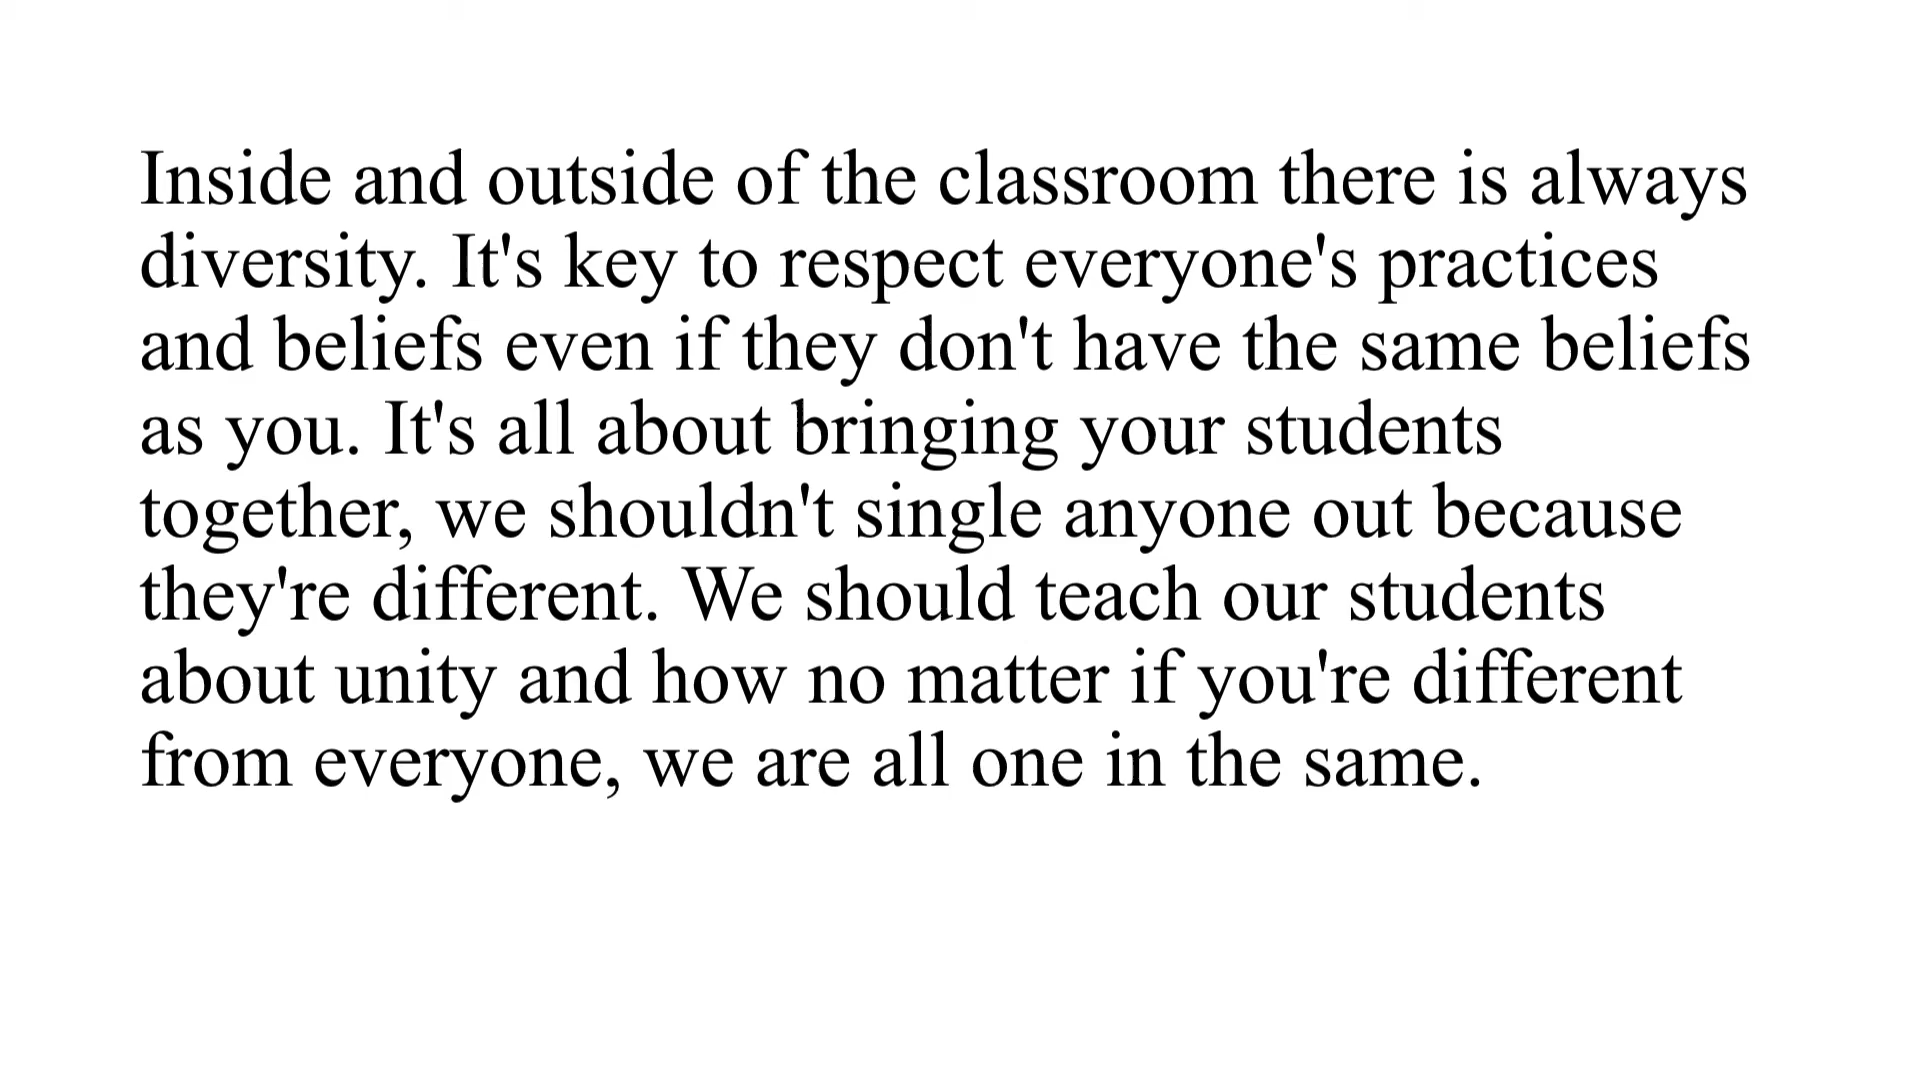 Inside and outside of the classroom there is always
diversity. It's key to respect everyone's practices
and beliefs even if they don't have the same beliefs
as you. It's all about bringing your students
together, we shouldn't single anyone out because
they're different. We should teach our students
about unity and how no matter if you're different
from everyone, we are all one in the same.